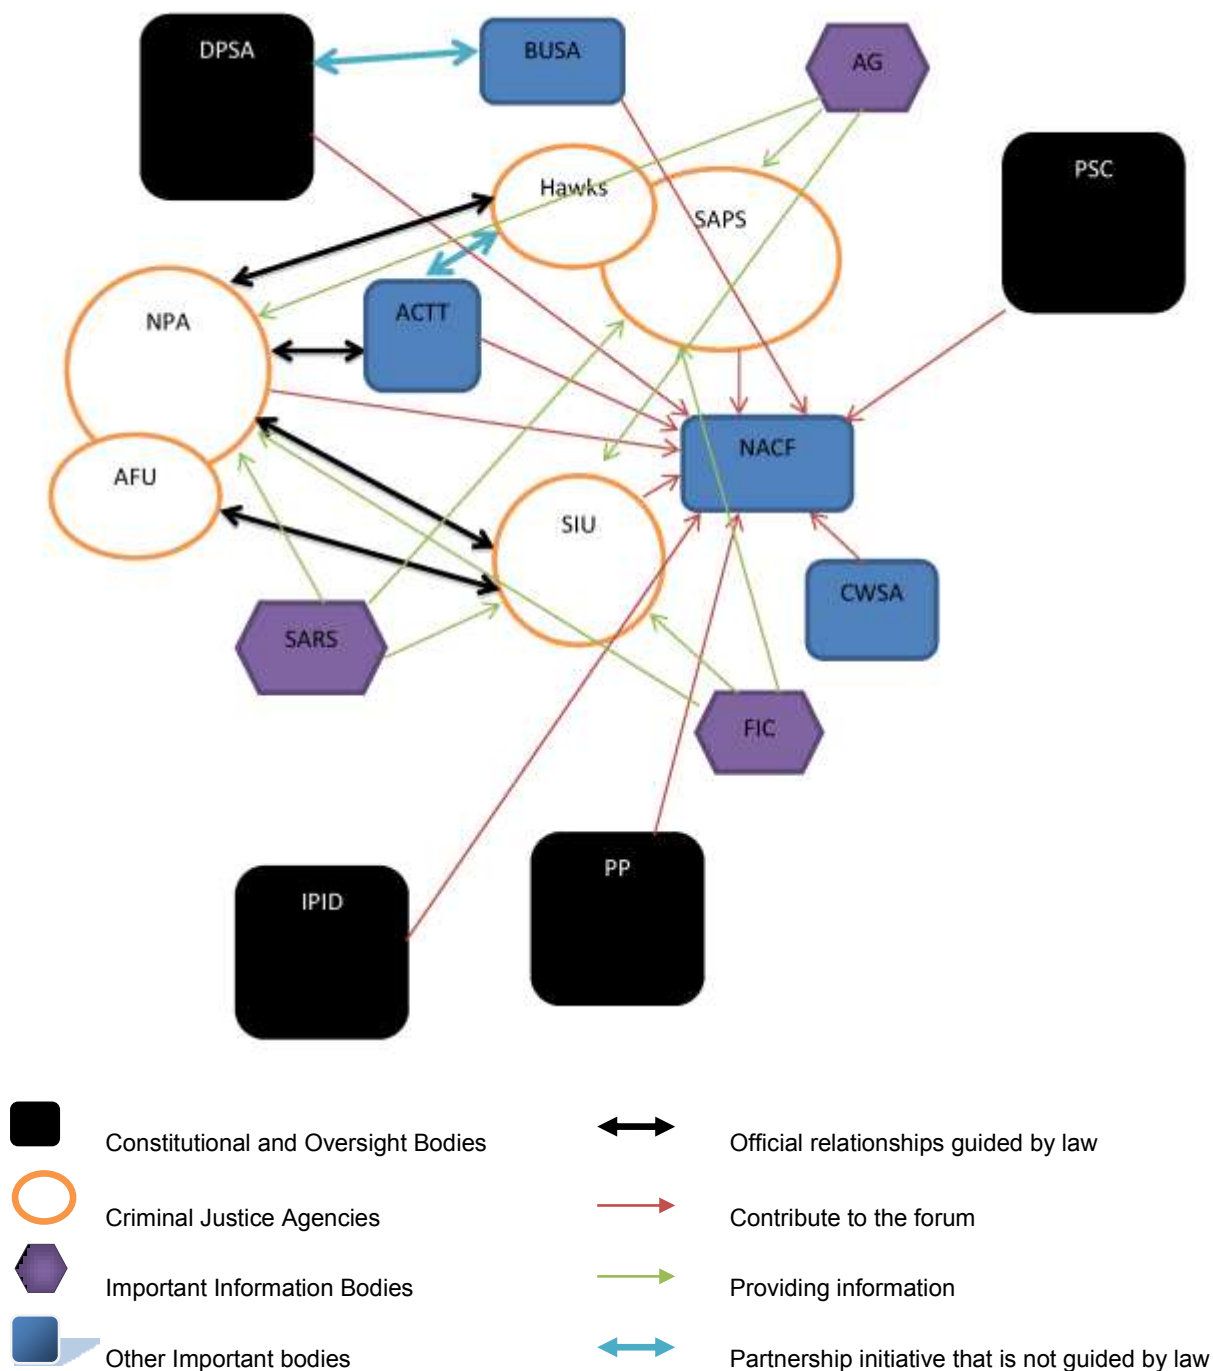 DPSA
BUSA
AG
PSC
Hawks
SAPS
NPA
ACTT
NACF
AFU
SIU
CWSA
SARS
FIC
PP
IPID
Constitutional and Oversight Bodies
Official relationships guided by law
Criminal Justice Agencies
Contribute to the forum
Important Information Bodies
Providing information
Other Important bodies
Partnership initiative that is not guided by law